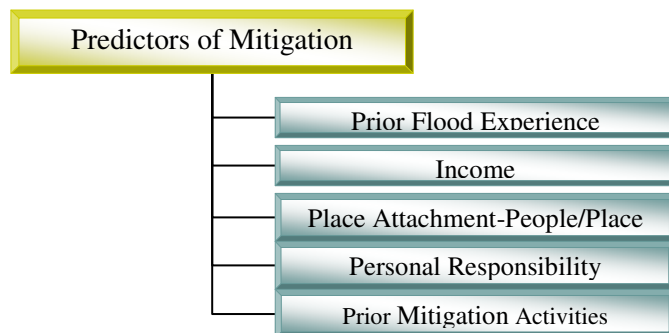 Predictors of Mitigation
Prior Flood Experience
Income
Place Attachment-People/Place
Personal Responsibility
Prior Mitigation Activities